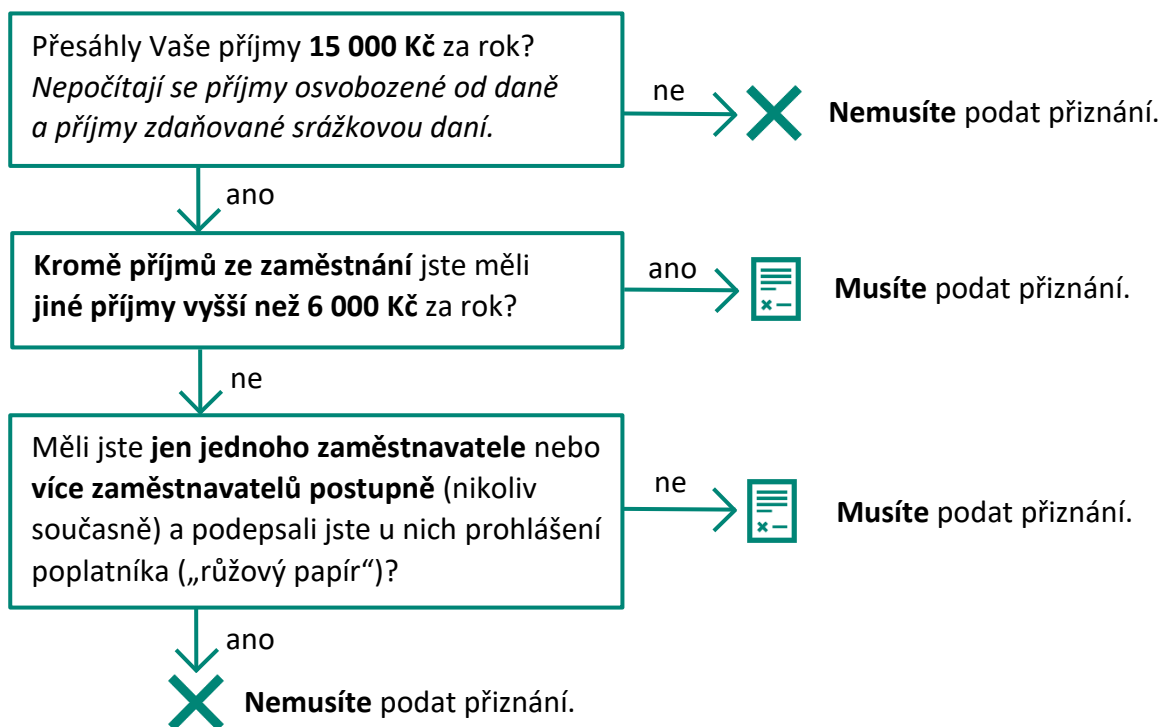 Přesáhly Vaše příjmy 15 000 Kč za rok?
Nepočítají se příjmy osvobozené od daně
a příjmy zdaňované srážkovou daní.
ne
Nemusíte podat přiznání.
ano
Kromě příjmů ze zaměstnání jste měli
jiné příjmy vyšší než 6 000 Kč za rok?
ano
Musíte podat přiznání.
ne
Měli jste jen jednoho zaměstnavatele nebo
více zaměstnavatelů postupně (nikoliv
současně) a podepsali jste u nich prohlášení
poplatníka („růžový papír“)?
ne
Musíte podat přiznání.
ano
Nemusíte podat přiznání.